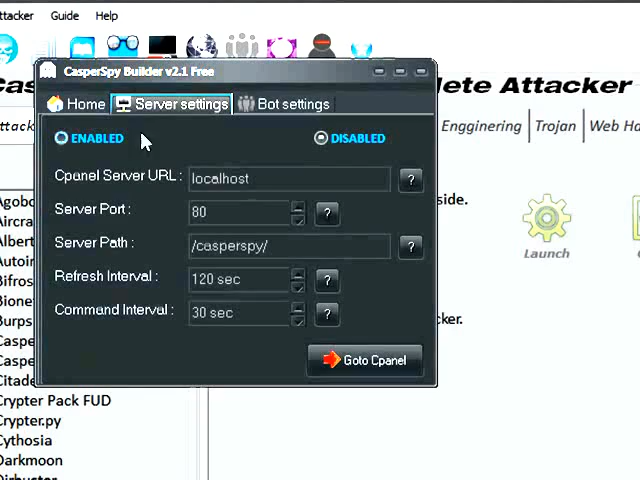 ttacker Guide Help
CasperSpy Builder v2.1 Free
lete Attacker
Home Server settings Bot settings
ttack
Engginering Trojan Web Ha
ENABLED DISABLED
Cpanel Server URL : localhost ?
side.
Server Port : 80 ?
Server Path : /casperspy/ ?
Launch
Refresh Interval : 120 sec ?
Command Interval : 30 sec ?
ker.
Goto Cpanel
Agobo
Aircra
Albert
Autoin
Bifros
Bione
Burps
Caspe
Caspe
Citade
Crypter Pack FUD
Crypter.py
Cythosia
Darkmoon